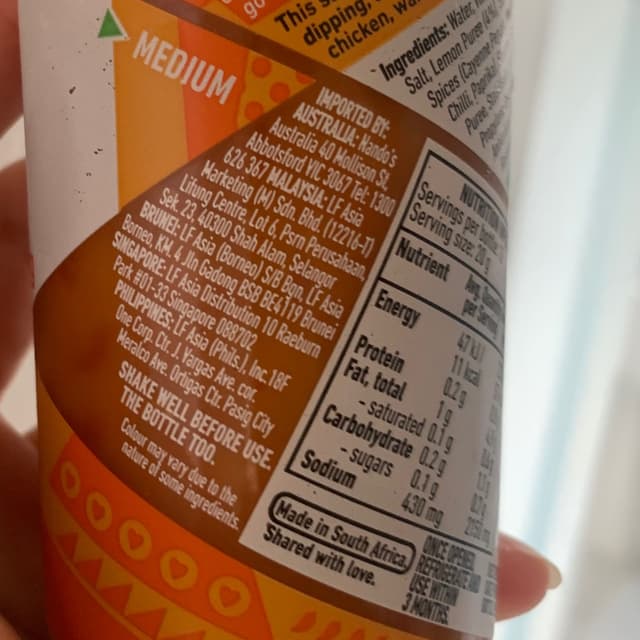 This
dipping,
chicken,
MEDIUM
Ingredients: Water,
Salt, Lemon Puree
Spices (Cayenne
Chilli, Paprika
IMPORTED BY:
AUSTRALIA: Nando's
Australia, 40 Mollison St,
Abbotsford VIC 3067 Tel: 1300
626 367 MALAYSIA: LF Asia
Marketing (M) Sdn. Bhd. (12216-T)
Living Centre, Lot 6, Psrn Perusahaan,
Sek. 23, 40300 Shah Alam, Selangor
BRUNEI: LF Asia (Borneo) S/D Bhd, LF Asia
Borneo, KM. 4, Jln Gadong BSB BE4119 Brunei
SINGAPORE: LF Asia Distribution 10 Raeburn
Park #01-33 Singapore 088702
PHILIPPINES: LF Asia (Phils.), Inc. 18F
One Corp. Ctr. J. Vargas Ave. cor.
Meralco Ave. Ortigas Ctr. Pasig City
SHAKE WELL BEFORE USE.
THE BOTTLE TOO.
Colour may vary due to the
nature of some ingredients.
NUTRITION
Servings per
Serving size: 20 g
Nutrient
per Serving
Energy 47 kJ
11 kcal
Protein 0.2 g
Fat, total 1 g
- saturated 0.1 g
Carbohydrate 0.2 g
- sugars 0.1 g
Sodium 430 mg
Made in South Africa.
Shared with love.
ONCE OPENED,
REFRIGERATE AND
USE WITHIN
3 MONTHS.